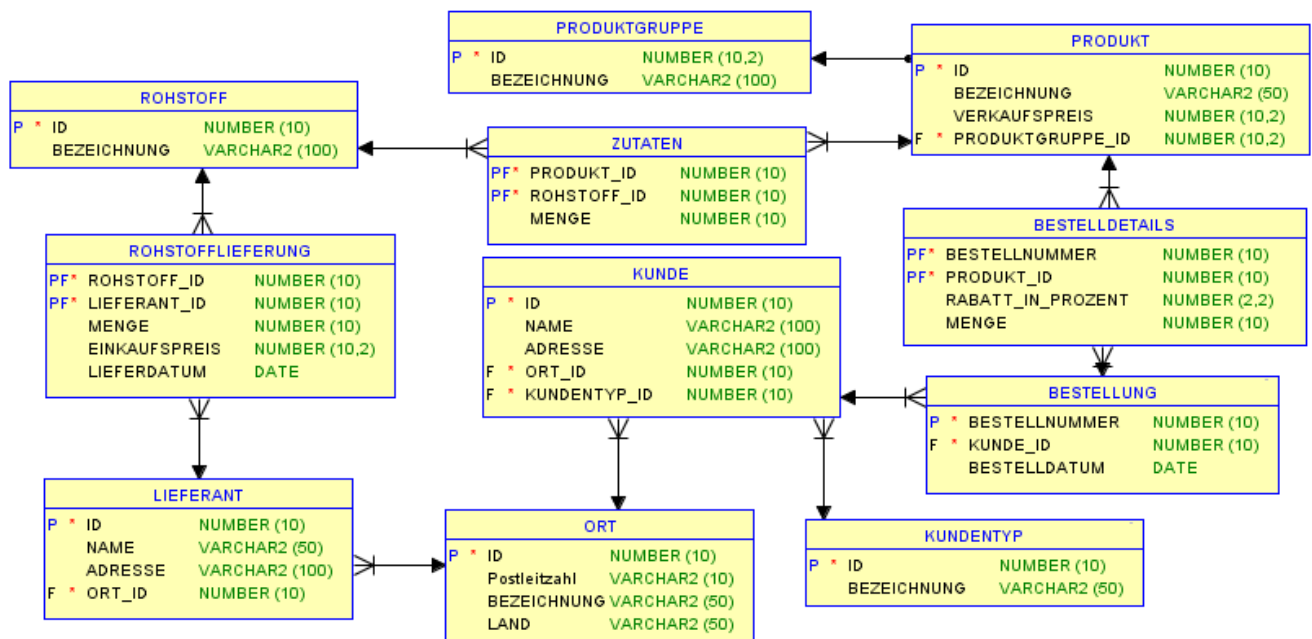 PRODUKTGRUPPE
P * ID NUMBER (10,2)
BEZEICHNUNG VARCHAR2 (100)
PRODUKT
P * ID NUMBER (10)
BEZEICHNUNG VARCHAR2 (50)
VERKAUFSPREIS NUMBER (10,2)
F * PRODUKTGRUPPE_ID NUMBER (10,2)
ROHSTOFF
P * ID NUMBER (10)
BEZEICHNUNG VARCHAR2 (100)
ZUTATEN
PF* PRODUKT_ID NUMBER (10)
PF* ROHSTOFF_ID NUMBER (10)
MENGE NUMBER (10)
ROHSTOFFLIEFERUNG
PF* ROHSTOFF_ID NUMBER (10)
PF* LIEFERANT_ID NUMBER (10)
MENGE NUMBER (10)
EINKAUFSPREIS NUMBER (10,2)
LIEFERDATUM DATE
KUNDE
P * ID NUMBER (10)
NAME VARCHAR2 (100)
ADRESSE VARCHAR2 (100)
F * ORT_ID NUMBER (10)
F * KUNDENTYP_ID NUMBER (10)
BESTELLDETAILS
PF* BESTELLNUMMER NUMBER (10)
PF* PRODUKT_ID NUMBER (10)
RABATT_IN_PROZENT NUMBER (2,2)
MENGE NUMBER (10)
BESTELLUNG
P * BESTELLNUMMER NUMBER (10)
F * KUNDE_ID NUMBER (10)
BESTELLDATUM DATE
LIEFERANT
P * ID NUMBER (10)
NAME VARCHAR2 (50)
ADRESSE VARCHAR2 (100)
F * ORT_ID NUMBER (10)
ORT
P * ID NUMBER (10)
Postleitzahl VARCHAR2 (10)
BEZEICHNUNG VARCHAR2 (50)
LAND VARCHAR2 (50)
KUNDENTYP
P * ID NUMBER (10)
BEZEICHNUNG VARCHAR2 (50)